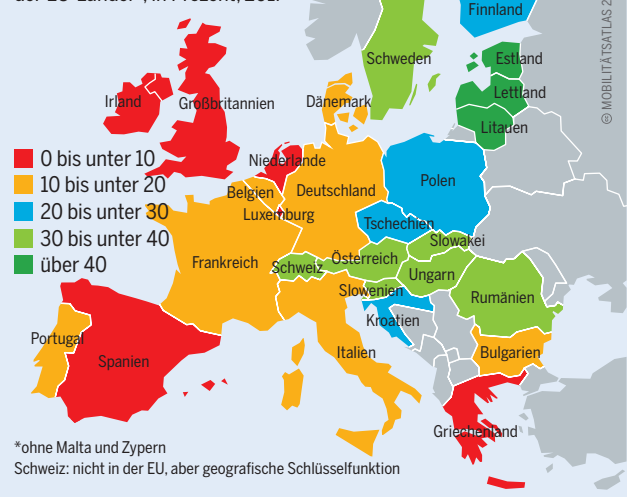 Finnland
© MOBILITÄTSATLAS 2
Schweden
Estland
Lettland
Litauen
Irland
Großbritannien
Dänemark
Niederlande
0 bis unter 10
10 bis unter 20
20 bis unter 30
30 bis unter 40
über 40
Belgien
Deutschland
Polen
Luxemburg
Tschechien
Slowakei
Frankreich
Schweiz
Österreich
Ungarn
Slowenien
Rumänien
Kroatien
Portugal
Spanien
Italien
Bulgarien
Griechenland
*ohne Malta und Zypern
Schweiz: nicht in der EU, aber geografische Schlüsselfunktion